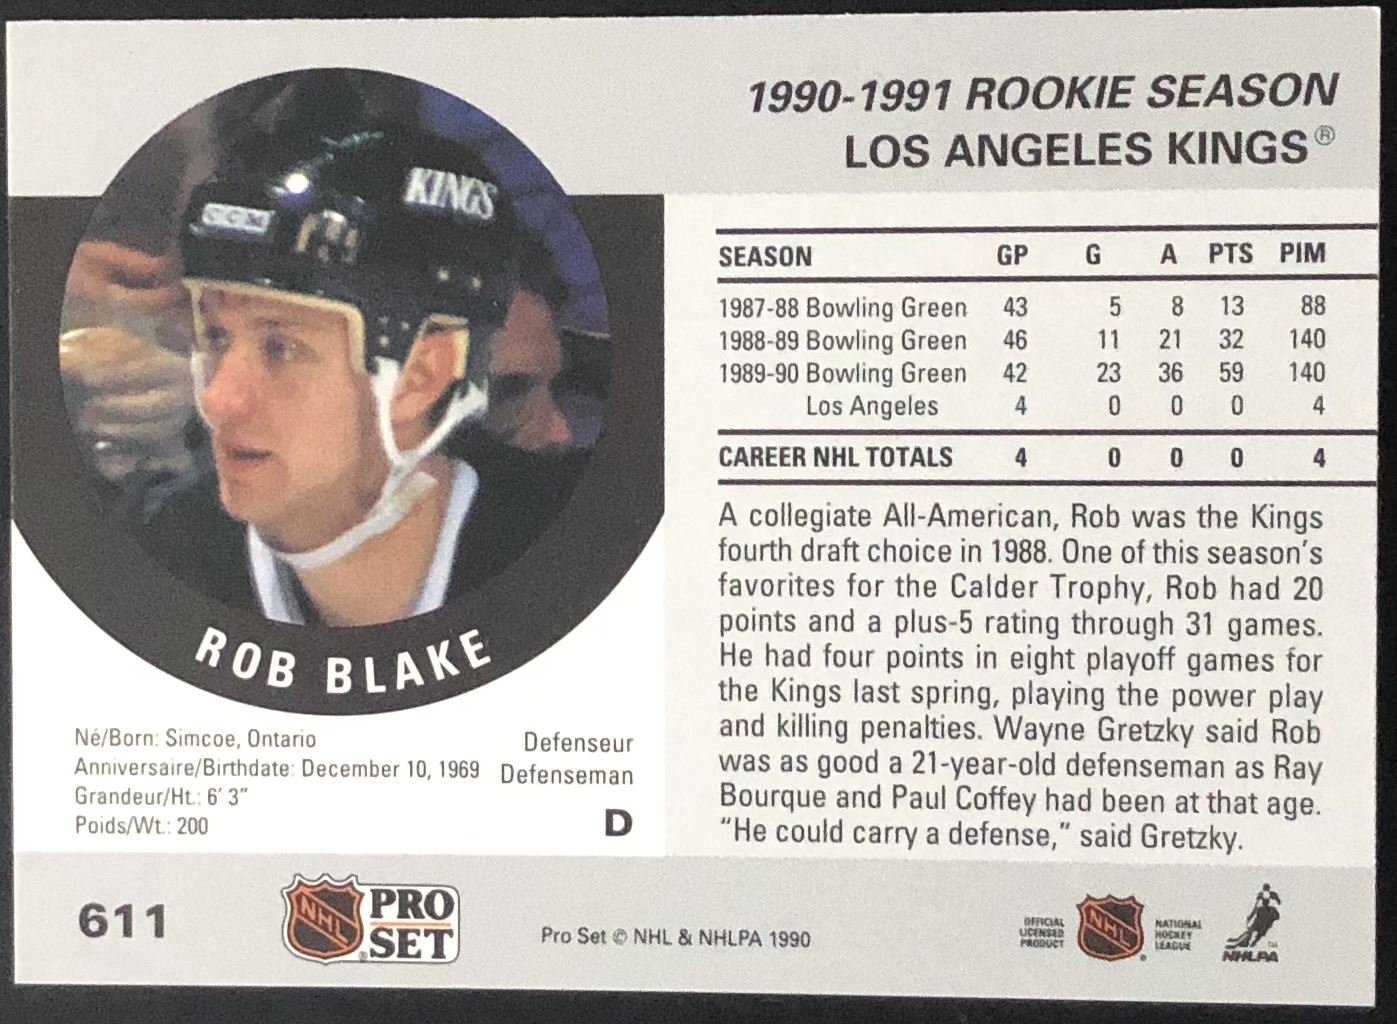 1990-1991 ROOKIE SEASON
LOS ANGELES KINGS®
KINGS
CCM
ROB BLAKE
Né/Born: Simcoe, Ontario
Anniversaire/Birthdate: December 10, 1969
Grandeur/Ht.: 6' 3"
Poids/Wt.: 200
Defenseur
Defenseman
D
SEASON GP G A PTS PIM
1987-88 Bowling Green 43 5 8 13 88
1988-89 Bowling Green 46 11 21 32 140
1989-90 Bowling Green 42 23 36 59 140
Los Angeles 4 0 0 0 4
CAREER NHL TOTALS 4 0 0 0 4
A collegiate All-American, Rob was the Kings
fourth draft choice in 1988. One of this season's
favorites for the Calder Trophy, Rob had 20
points and a plus-5 rating through 31 games.
He had four points in eight playoff games for
the Kings last spring, playing the power play
and killing penalties. Wayne Gretzky said Rob
was as good a 21-year-old defenseman as Ray
Bourque and Paul Coffey had been at that age.
"He could carry a defense," said Gretzky.
611
NHL
PRO
SET®
Pro Set © NHL & NHLPA 1990
OFFICIAL
LICENSED
PRODUCT
NHL
NATIONAL
HOCKEY
LEAGUE
NHLPA™